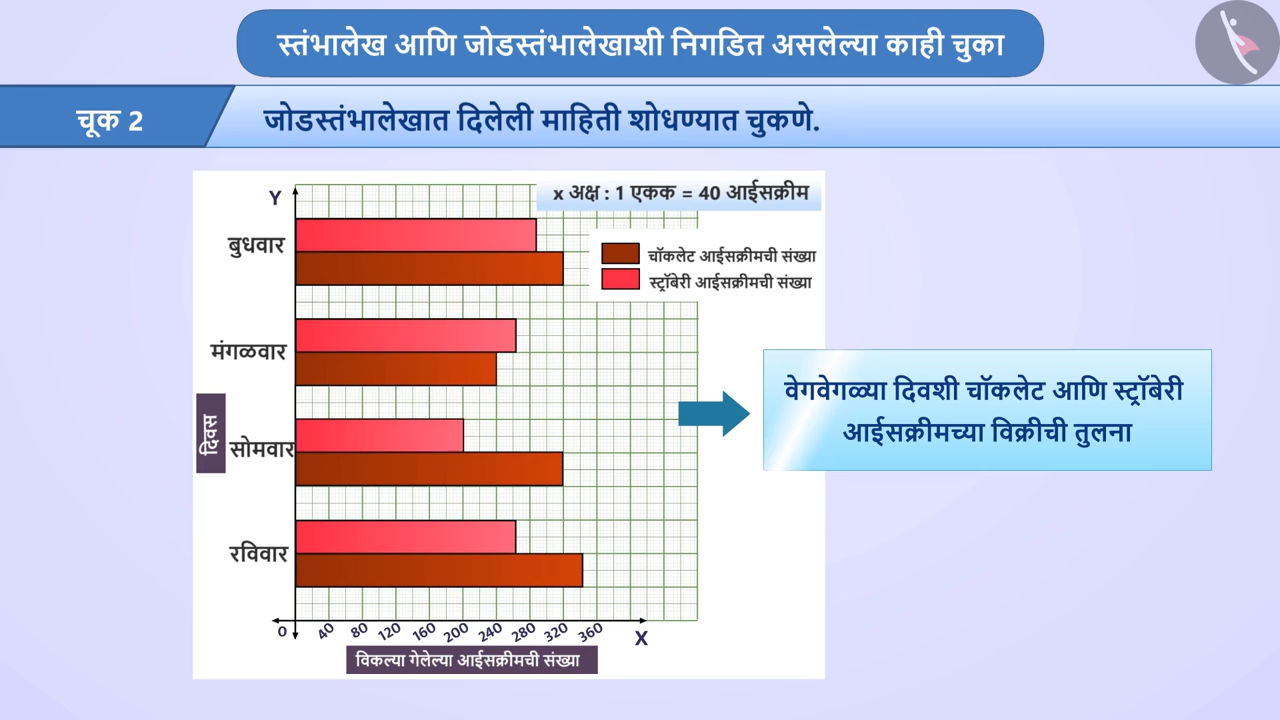 स्तंभालेख आणि जोडस्तंभालेखाशी निगडित असलेल्या काही चुका
चूक 2
जोडस्तंभालेखात दिलेली माहिती शोधण्यात चुकणे.
Y
x अक्ष : 1 एकक = 40 आईसक्रीम
बुधवार
चॉकलेट आईसक्रीमची संख्या
स्ट्रॉबेरी आईसक्रीमची संख्या
मंगळवार
वेगवेगळ्या दिवशी चॉकलेट आणि स्ट्रॉबेरी
आईसक्रीमच्या विक्रीची तुलना
दिवस
सोमवार
रविवार
0 40 80 120 160 200 240 280 320 360
X
विकल्या गेलेल्या आईसक्रीमची संख्या